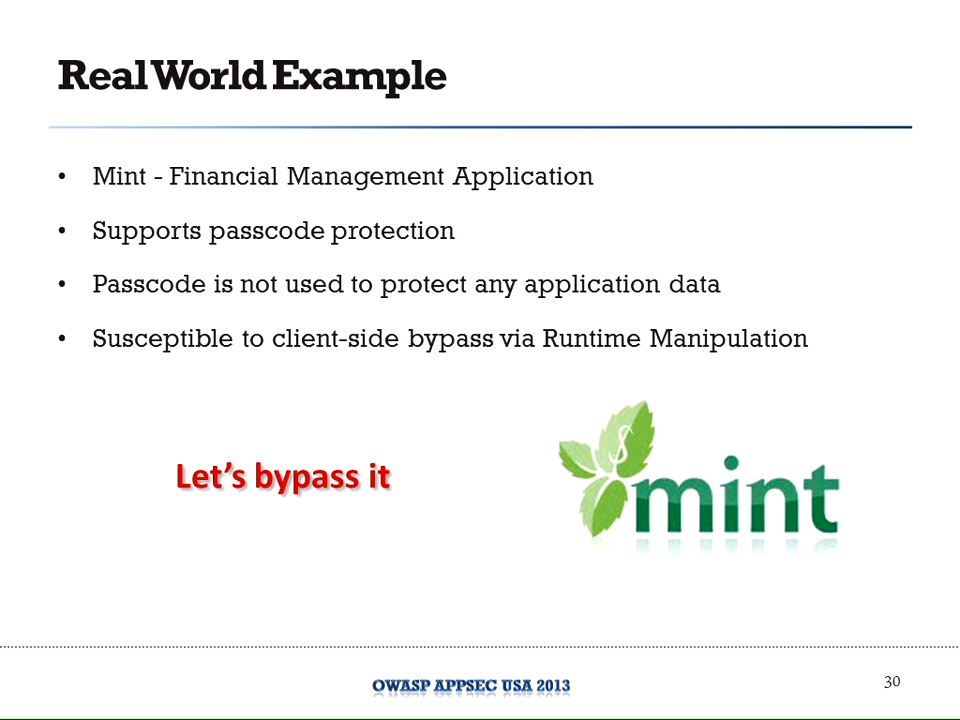 Real World Example
• Mint - Financial Management Application
• Supports passcode protection
• Passcode is not used to protect any application data
• Susceptible to client-side bypass via Runtime Manipulation
Let’s bypass it
$
mint
OWASP APPSEC USA 2013
30